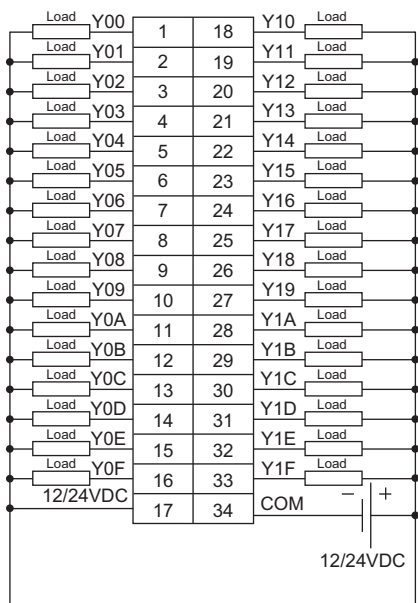 Load Y00 1 18 Y10 Load
Load Y01 2 19 Y11 Load
Load Y02 3 20 Y12 Load
Load Y03 4 21 Y13 Load
Load Y04 5 22 Y14 Load
Load Y05 6 23 Y15 Load
Load Y06 7 24 Y16 Load
Load Y07 8 25 Y17 Load
Load Y08 9 26 Y18 Load
Load Y09 10 27 Y19 Load
Load Y0A 11 28 Y1A Load
Load Y0B 12 29 Y1B Load
Load Y0C 13 30 Y1C Load
Load Y0D 14 31 Y1D Load
Load Y0E 15 32 Y1E Load
Load Y0F 16 33 Y1F Load
12/24VDC 17 34 COM − +
12/24VDC